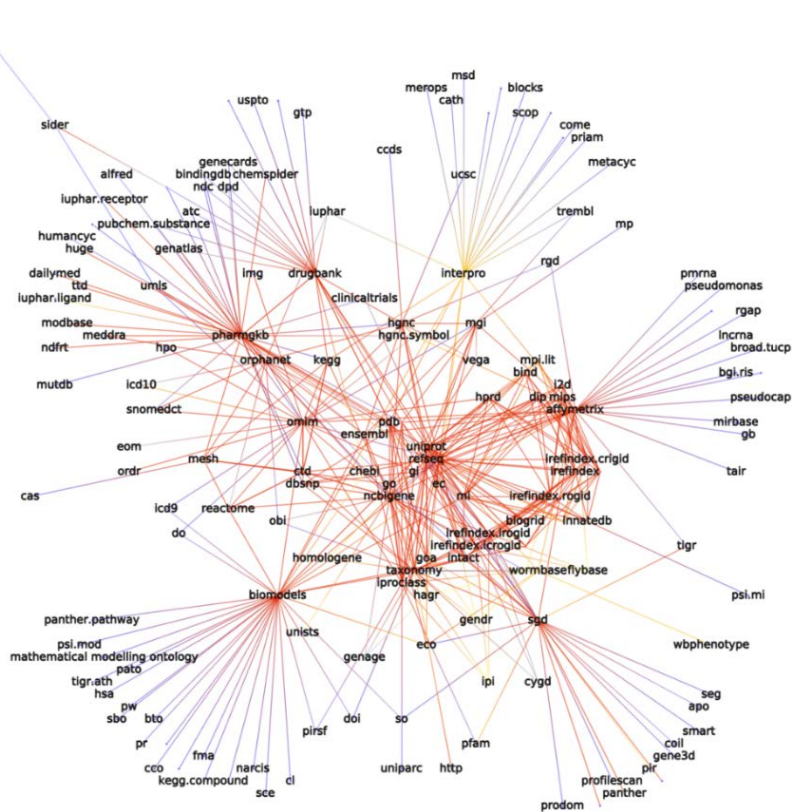 msd
merops
blocks
cath
uspto
scop
gtp
sider
come
priam
ccds
genecards
metacyc
alfred
bindingdb
chemspider
ucsc
ndc
dpd
iuphar.receptor
atc
iuphar
trembl
pubchem.substance
mp
humancyc
huge
genatlas
rgd
dailymed
img
drugbank
interpro
pmrna
ttd
umls
pseudomonas
iuphar.ligand
clinicaltrials
rgap
modbase
hgnc
mgi
meddra
pharmgkb
hgnc.symbol
lncrna
ndfrt
hpo
broad.tucp
orphanet
kegg
vega
mpi.lit
bind
bgi.ris
mutdb
icd10
i2d
hprd
dip
mips
pseudocap
snomedct
affymetrix
omim
pdb
mirbase
ensembl
gb
eom
uniprot
mesh
refseq
irefindex.crigid
ordr
ctd
chebi
gi
irefindex
tair
dbsnp
go
ec
cas
ncbigene
mi
irefindex.rogid
icd9
reactome
obi
biogrid
innatedb
do
irefindex.irogid
irefindex.icrogid
tigr
homologene
goa
intact
taxonomy
wormbase
flybase
iproclass
biomodels
hagr
psi.mi
panther.pathway
gendr
sgd
unists
psi.mod
eco
wbphenotype
mathematical modelling ontology
genage
pato
tigr.ath
ipi
cygd
hsa
seg
pw
apo
sbo
bto
doi
so
pirsf
smart
pr
pfam
coil
fma
gene3d
cco
narcis
uniparc
http
pir
kegg.compound
cl
profilescan
sce
panther
prodom